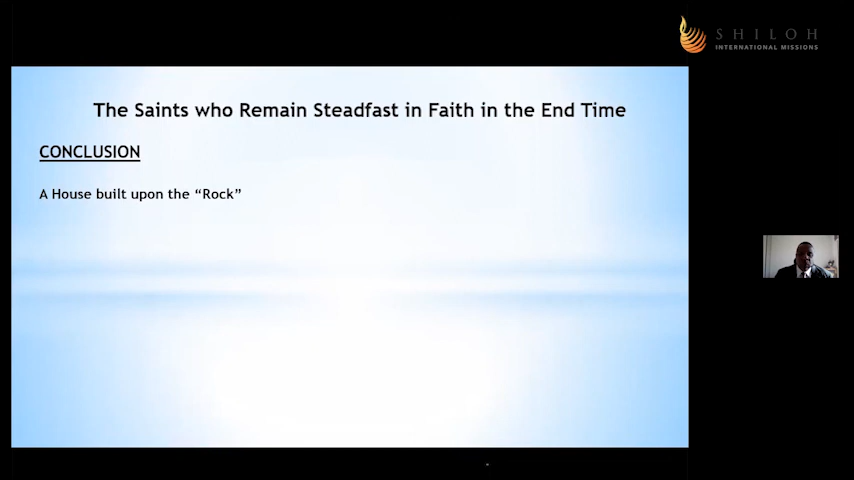 SHILOH
INTERNATIONAL MISSIONS
The Saints who Remain Steadfast in Faith in the End Time
CONCLUSION
A House built upon the “Rock”